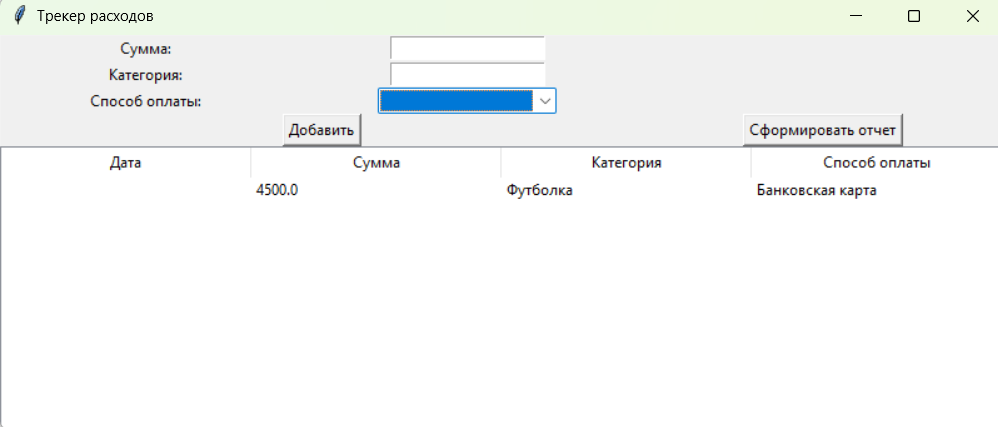 Трекер расходов
Сумма:
Категория:
Способ оплаты:
Добавить Сформировать отчет
Дата Сумма Категория Способ оплаты
4500.0 Футболка Банковская карта